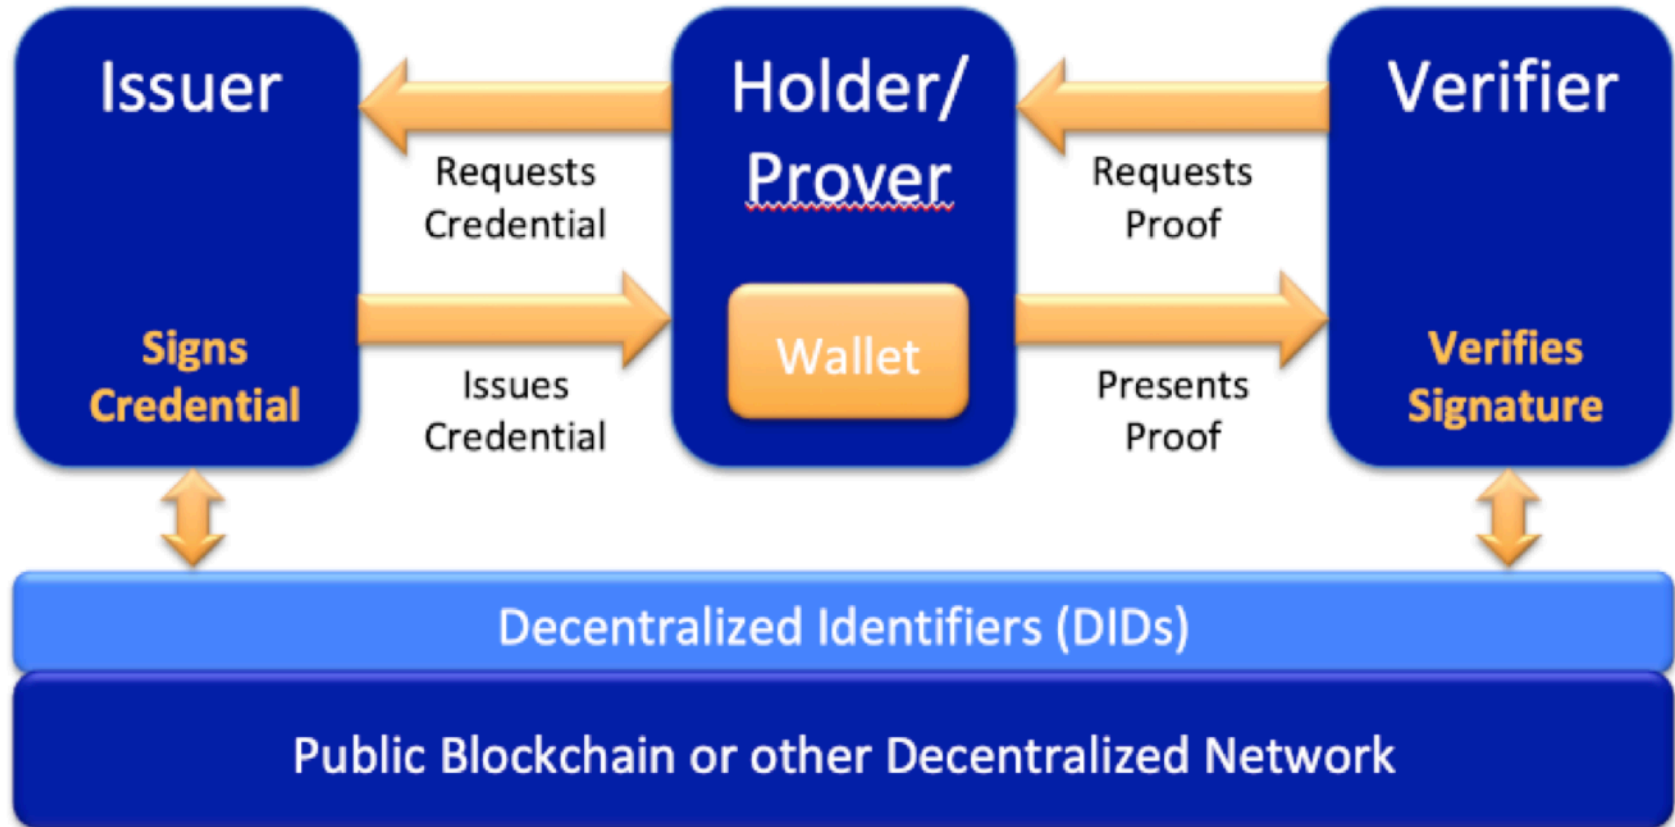 Issuer
Signs
Credential
Requests
Credential
Issues
Credential
Holder/
Prover
Wallet
Requests
Proof
Presents
Proof
Verifier
Verifies
Signature
Decentralized Identifiers (DIDs)
Public Blockchain or other Decentralized Network